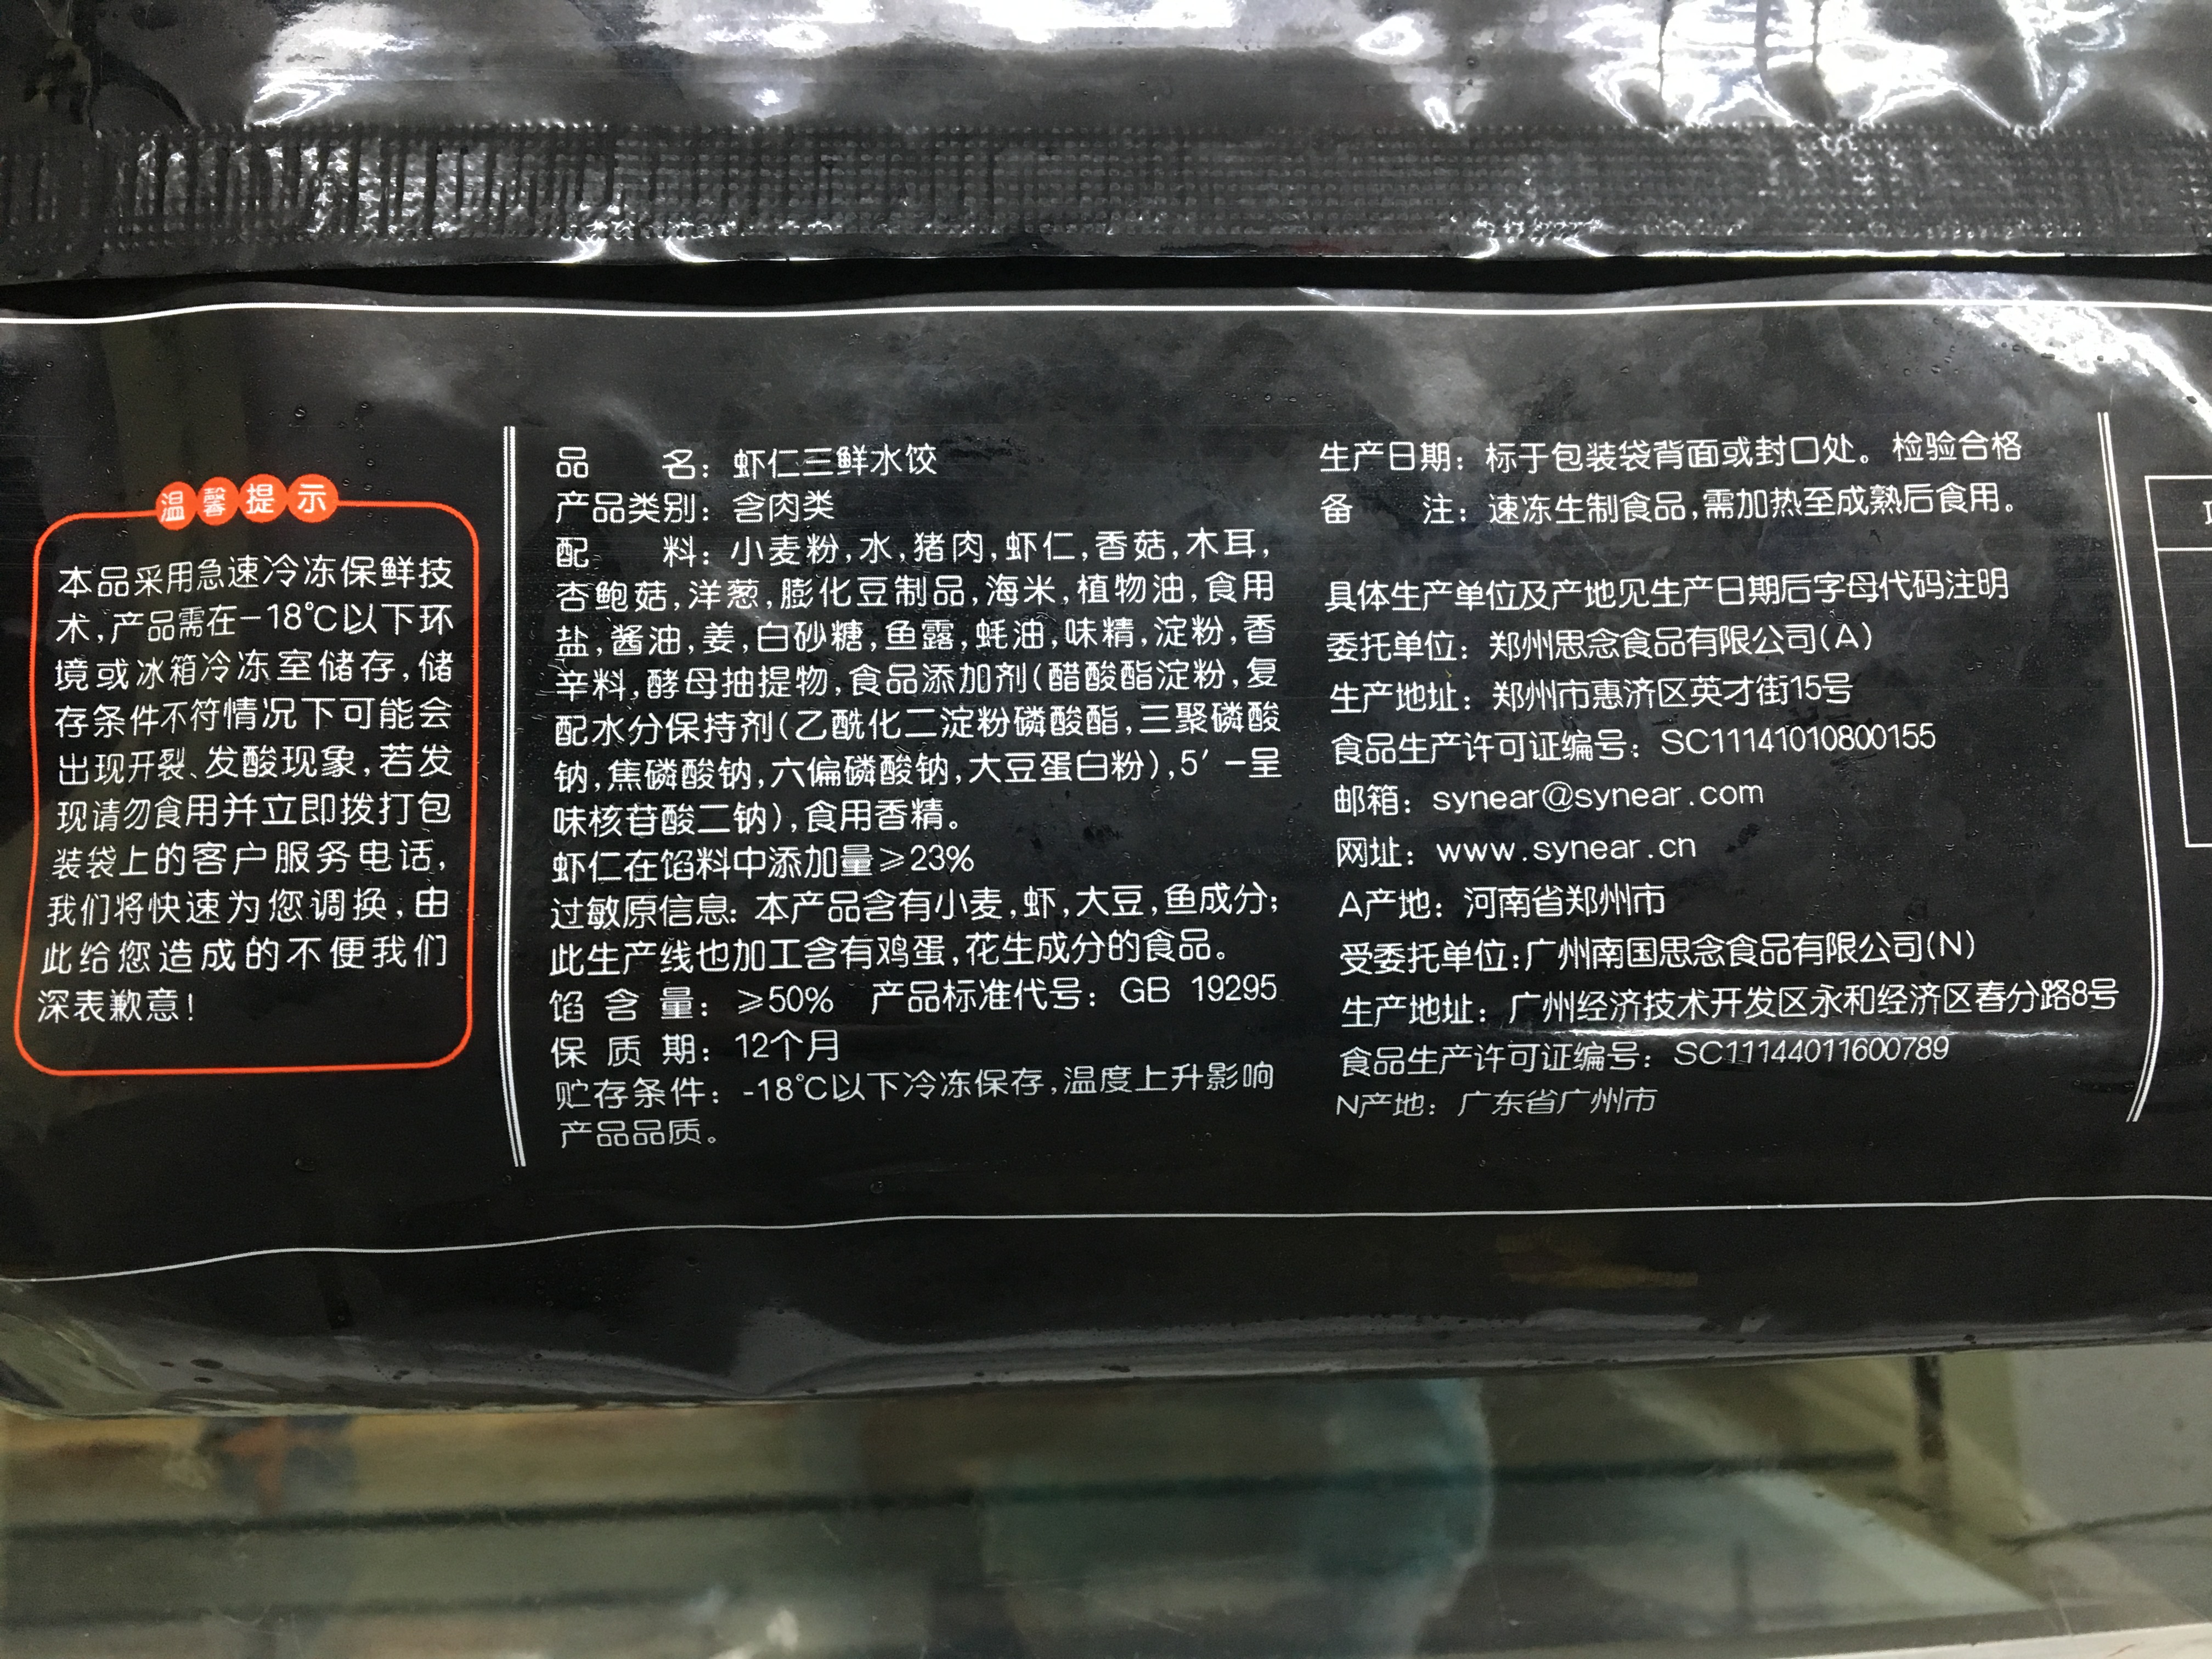 温馨提示
本品采用急速冷冻保鲜技
术,产品需在-18℃以下环
境或冰箱冷冻室储存,储
存条件不符情况下可能会
出现开裂、发酸现象,若发
现请勿食用并立即拨打包
装袋上的客户服务电话,
我们将快速为您调换,由
此给您造成的不便我们
深表歉意!
品 名: 虾仁三鲜水饺
产品类别: 含肉类
配 料: 小麦粉,水,猪肉,虾仁,香菇,木耳,
杏鲍菇,洋葱,膨化豆制品,海米,植物油,食用
盐,酱油,姜,白砂糖,鱼露,蚝油,味精,淀粉,香
辛料,酵母抽提物,食品添加剂(醋酸酯淀粉,复
配水分保持剂(乙酰化二淀粉磷酸酯,三聚磷酸
钠,焦磷酸钠,六偏磷酸钠,大豆蛋白粉),5′-呈
味核苷酸二钠),食用香精。
虾仁在馅料中添加量≥23%
过敏原信息: 本产品含有小麦,虾,大豆,鱼成分;
此生产线也加工含有鸡蛋,花生成分的食品。
馅 含 量: ≥50% 产品标准代号: GB 19295
保 质 期: 12个月
贮存条件: -18℃以下冷冻保存,温度上升影响
产品品质。
生产日期: 标于包装袋背面或封口处。检验合格
备 注: 速冻生制食品,需加热至成熟后食用。
具体生产单位及产地见生产日期后字母代码注明
委托单位: 郑州思念食品有限公司(A)
生产地址: 郑州市惠济区英才街15号
食品生产许可证编号: SC11141010800155
邮箱: synear@synear.com
网址: www.synear.cn
A产地: 河南省郑州市
受委托单位:广州南国思念食品有限公司(N)
生产地址: 广州经济技术开发区永和经济区春分路8号
食品生产许可证编号: SC11144011600789
N产地: 广东省广州市